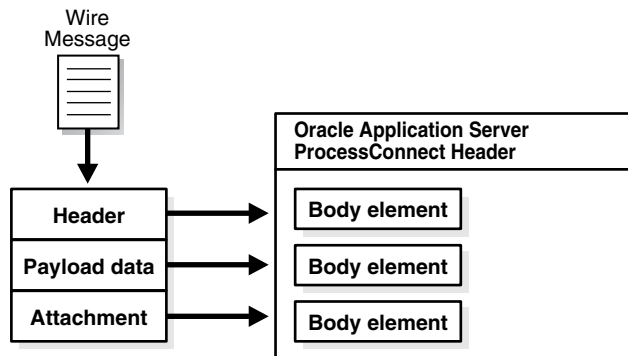 Wire
Message
Oracle Application Server
ProcessConnect Header
Header
Body element
Payload data
Body element
Attachment
Body element